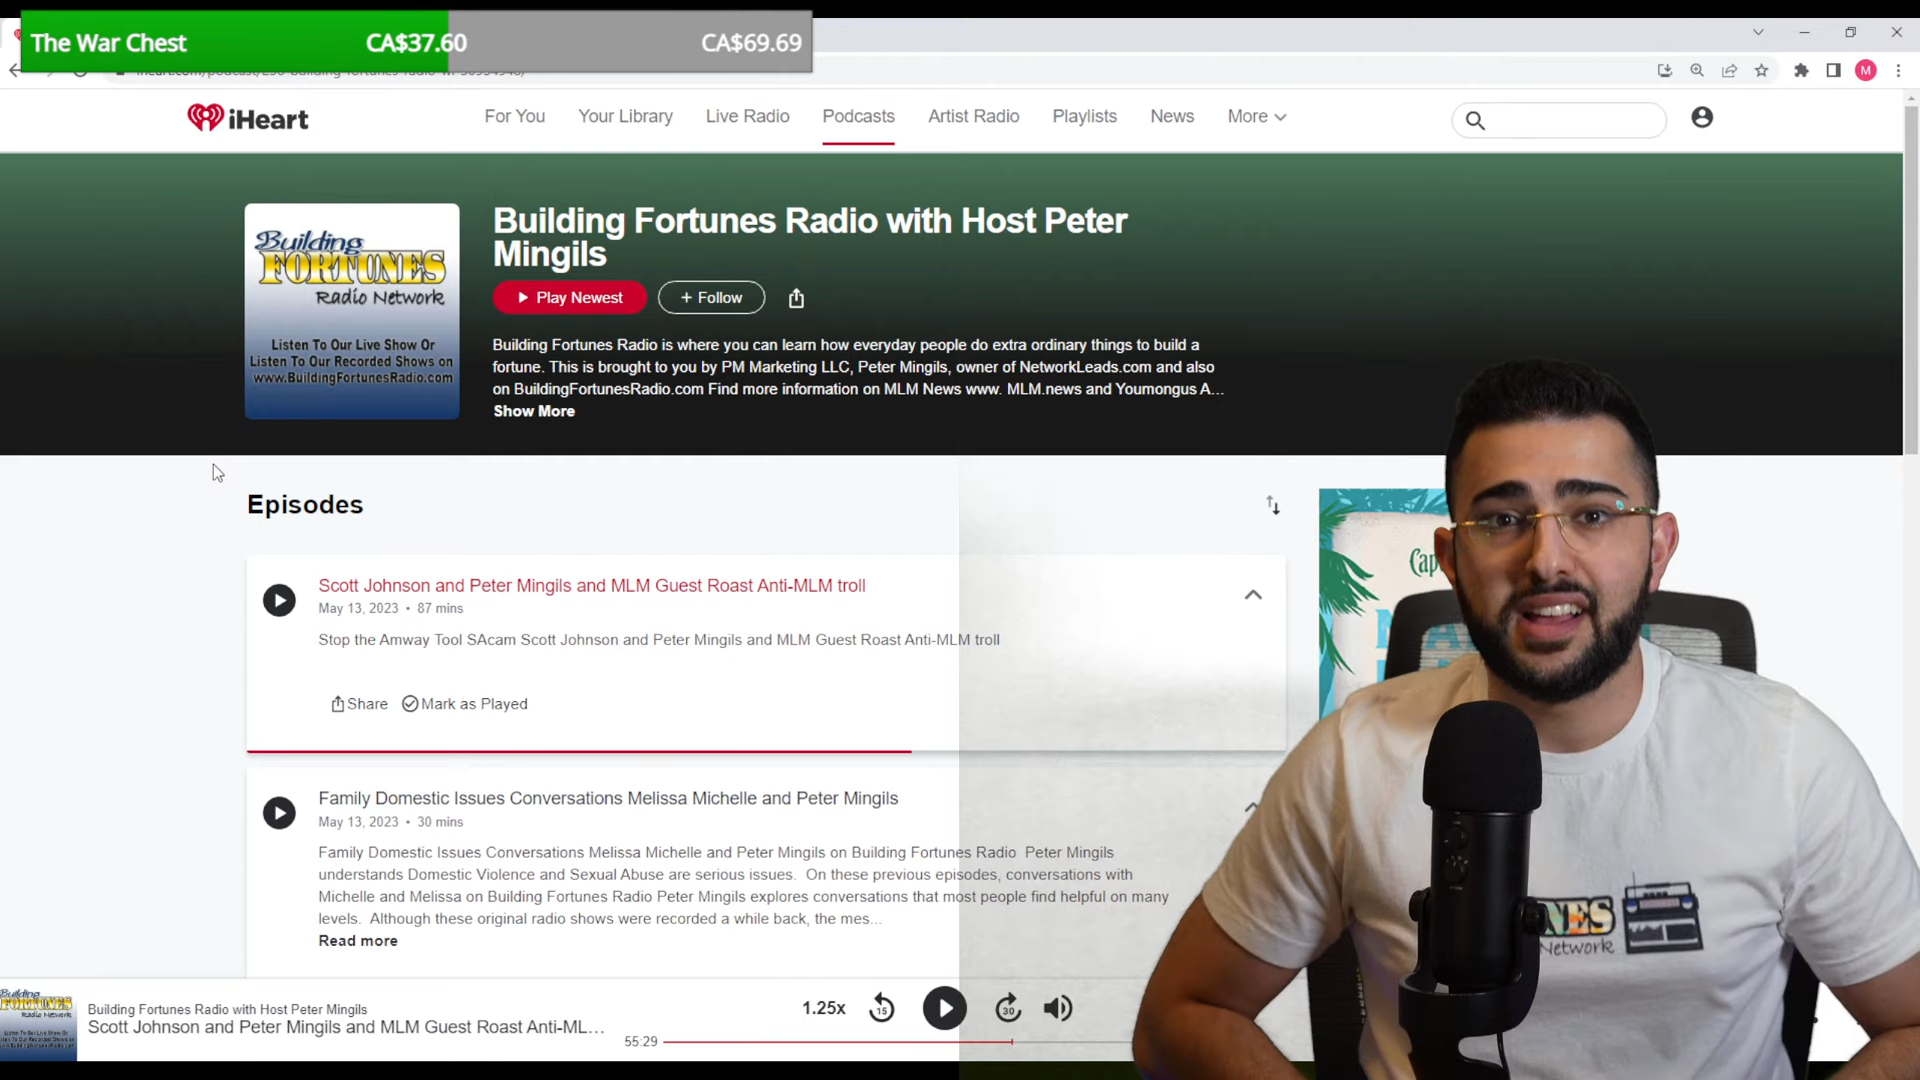 The War Chest CA$37.60 CA$69.69
iHeart For You Your Library Live Radio Podcasts Artist Radio Playlists News More
M
Building
FORTUNES
Radio Network
Listen To Our Live Show Or
Listen To Our Recorded Shows on
www.BuildingFortunesRadio.com
Building Fortunes Radio with Host Peter
Mingils
Play Newest + Follow
Building Fortunes Radio is where you can learn how everyday people do extra ordinary things to build a
fortune. This is brought to you by PM Marketing LLC, Peter Mingils, owner of NetworkLeads.com and also
on BuildingFortunesRadio.com Find more information on MLM News www. MLM.news and Youmongus A...
Show More
Episodes
Scott Johnson and Peter Mingils and MLM Guest Roast Anti-MLM troll
May 13, 2023 • 87 mins
Stop the Amway Tool SAcam Scott Johnson and Peter Mingils and MLM Guest Roast Anti-MLM troll
Share Mark as Played
Family Domestic Issues Conversations Melissa Michelle and Peter Mingils
May 13, 2023 • 30 mins
Family Domestic Issues Conversations Melissa Michelle and Peter Mingils on Building Fortunes Radio Peter Mingils
understands Domestic Violence and Sexual Abuse are serious issues. On these previous episodes, conversations with
Michelle and Melissa on Building Fortunes Radio Peter Mingils explores conversations that most people find helpful on many
levels. Although these original radio shows were recorded a while back, the mes...
Read more
Cap
NES
Network
Building Fortunes Radio with Host Peter Mingils
Scott Johnson and Peter Mingils and MLM Guest Roast Anti-ML...
1.25x 15 30
55:29